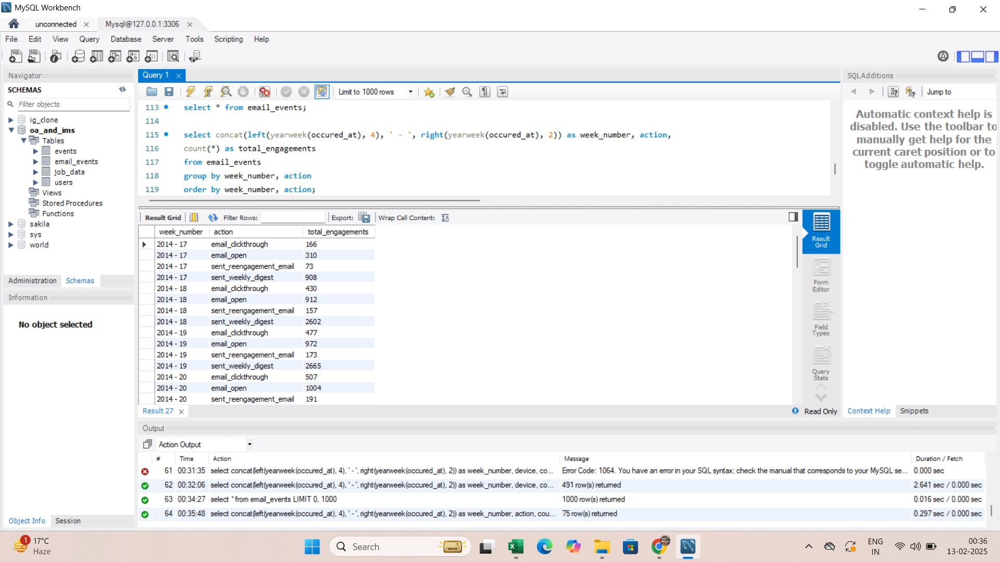 MySQL Workbench
unconnected
Mysql@127.0.0.1:3306
File Edit View Query Database Server Tools Scripting Help
Navigator
SCHEMAS
Filter objects
ig_clone
oa_and_ims
Tables
events
email_events
job_data
users
Views
Stored Procedures
Functions
sakila
sys
world
Administration Schemas
Information
No object selected
Object Info Session
Query 1
Limit to 1000 rows
113 select * from email_events;
114
115 select concat(left(yearweek(occured_at), 4), ' - ', right(yearweek(occured_at), 2)) as week_number, action,
116 count(*) as total_engagements
117 from email_events
118 group by week_number, action
119 order by week_number, action;
Result Grid Filter Rows: Export: Wrap Cell Content:
week_number action total_engagements
2014 - 17 email_clickthrough 166
2014 - 17 email_open 310
2014 - 17 sent_reengagement_email 73
2014 - 17 sent_weekly_digest 908
2014 - 18 email_clickthrough 430
2014 - 18 email_open 912
2014 - 18 sent_reengagement_email 157
2014 - 18 sent_weekly_digest 2602
2014 - 19 email_clickthrough 477
2014 - 19 email_open 972
2014 - 19 sent_reengagement_email 173
2014 - 19 sent_weekly_digest 2665
2014 - 20 email_clickthrough 507
2014 - 20 email_open 1004
2014 - 20 sent_reengagement_email 191
Result Grid
Form Editor
Field Types
Query Stats
Result 27
Read Only
SQLAdditions
Jump to
Automatic context help is
disabled. Use the toolbar to
manually get help for the
current caret position or to
toggle automatic help.
Context Help Snippets
Output
Action Output
# Time Action Message Duration / Fetch
61 00:31:35 select concat(left(yearweek(occured_at), 4), ' - ', right(yearweek(occured_at), 2)) as week_number, device, co... Error Code: 1064. You have an error in your SQL syntax; check the manual that corresponds to your MySQL se... 0.000 sec
62 00:32:06 select concat(left(yearweek(occured_at), 4), ' - ', right(yearweek(occured_at), 2)) as week_number, device, co... 491 row(s) returned 2.641 sec / 0.000 sec
63 00:34:27 select * from email_events LIMIT 0, 1000 1000 row(s) returned 0.016 sec / 0.000 sec
64 00:35:48 select concat(left(yearweek(occured_at), 4), ' - ', right(yearweek(occured_at), 2)) as week_number, action, cou... 75 row(s) returned 0.297 sec / 0.000 sec
1
17°C
Haze
Search
ENG
IN
00:36
13-02-2025